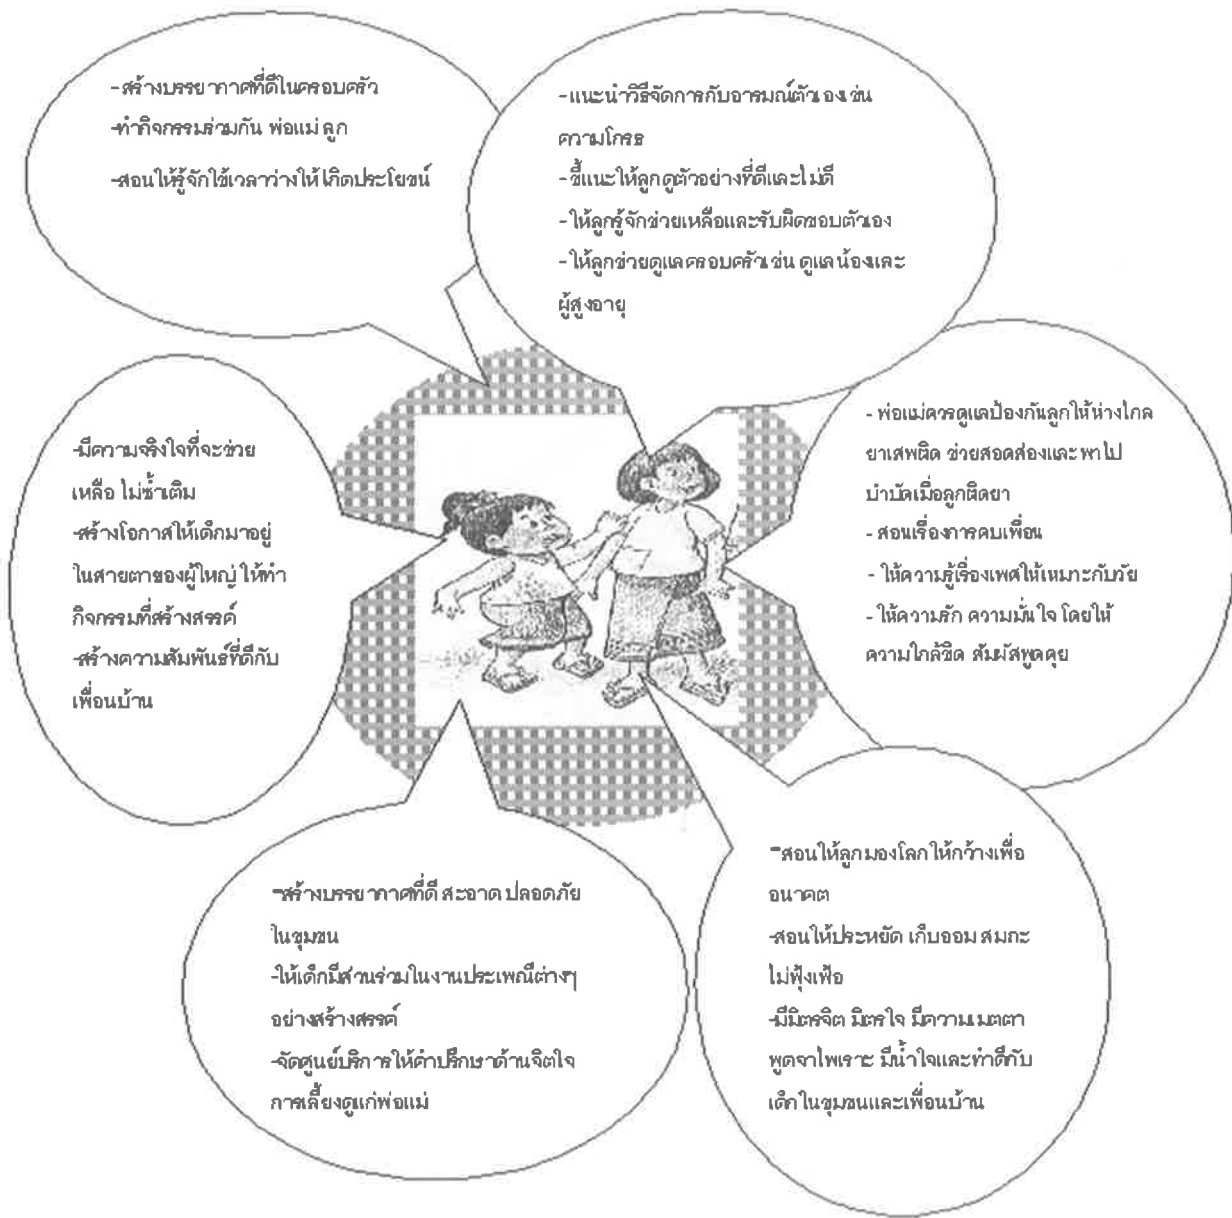 -สร้างบรรยากาศที่ดีในครอบครัว
-ทำกิจกรรมร่วมกัน พ่อแม่ ลูก
-สอนให้รู้จักใช้เวลาว่างให้เกิดประโยชน์
-แนะนำวิธีจัดการกับอารมณ์ตัวเองเช่น
ความโกรธ
-ชี้แนะให้ลูกดูตัวอย่างที่ดีและไม่ดี
-ให้ลูกรู้จักช่วยเหลือและรับผิดชอบตัวเอง
-ให้ลูกช่วยดูแลครอบครัวเช่น ดูแลน้องและ
ผู้สูงอายุ
-มีความจริงใจที่จะช่วย
เหลือ ไม่ซ้ำเติม
-สร้างโอกาสให้เด็กมาอยู่
ในสายตาของผู้ใหญ่ ให้ทำ
กิจกรรมที่สร้างสรรค์
-สร้างความสัมพันธ์ที่ดีกับ
เพื่อนบ้าน
- พ่อแม่ควรดูแลป้องกันลูกให้ห่างไกล
ยาเสพติด ช่วยสอดส่องและพาไป
บำบัดเมื่อลูกติดยา
- สอนเรื่องการคบเพื่อน
- ให้ความรู้เรื่องเพศให้เหมาะกับวัย
- ให้ความรัก ความมั่นใจ โดยให้
ความใกล้ชิด สัมผัสพูดคุย
-สร้างบรรยากาศที่ดี สะอาด ปลอดภัย
ในชุมชน
-ให้เด็กมีส่วนร่วมในงานประเพณีต่างๆ
อย่างสร้างสรรค์
-จัดศูนย์บริการให้คำปรึกษาด้านจิตใจ
การเลี้ยงดูแก่พ่อแม่
-สอนให้ลูกมองโลกให้กว้างเพื่อ
อนาคต
-สอนให้ประหยัด เก็บออม สมถะ
ไม่ฟุ้งเฟ้อ
-มีมิตรจิต มิตรใจ มีความเมตตา
พูดจาไพเราะ มีน้ำใจและทำดีกับ
เด็กในชุมชนและเพื่อนบ้าน